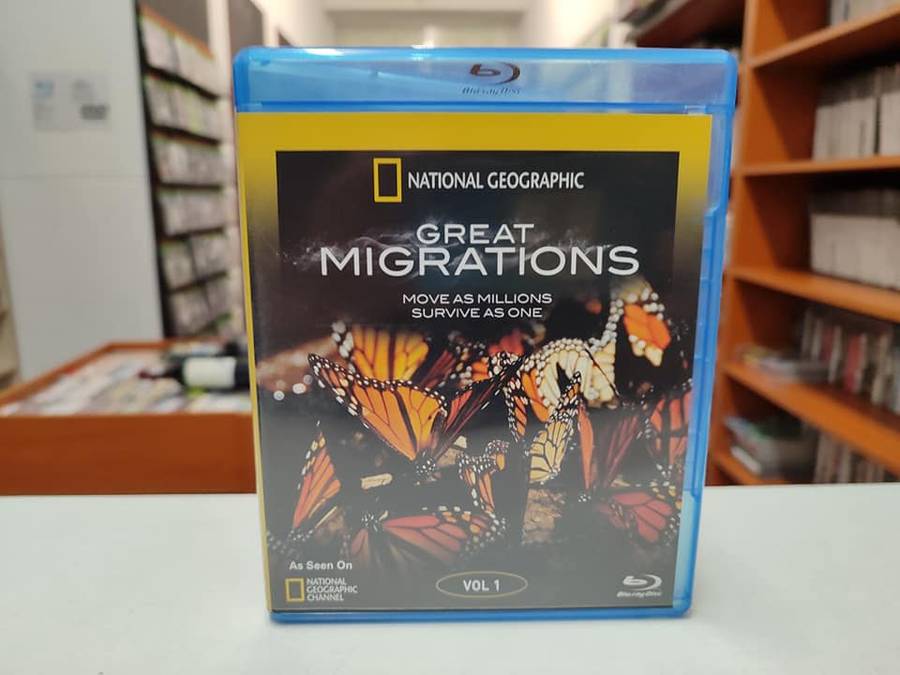 Blu-ray Disc
NATIONAL GEOGRAPHIC
GREAT
MIGRATIONS
MOVE AS MILLIONS
SURVIVE AS ONE
As Seen On
NATIONAL
GEOGRAPHIC
CHANNEL
VOL 1
Blu-ray Disc